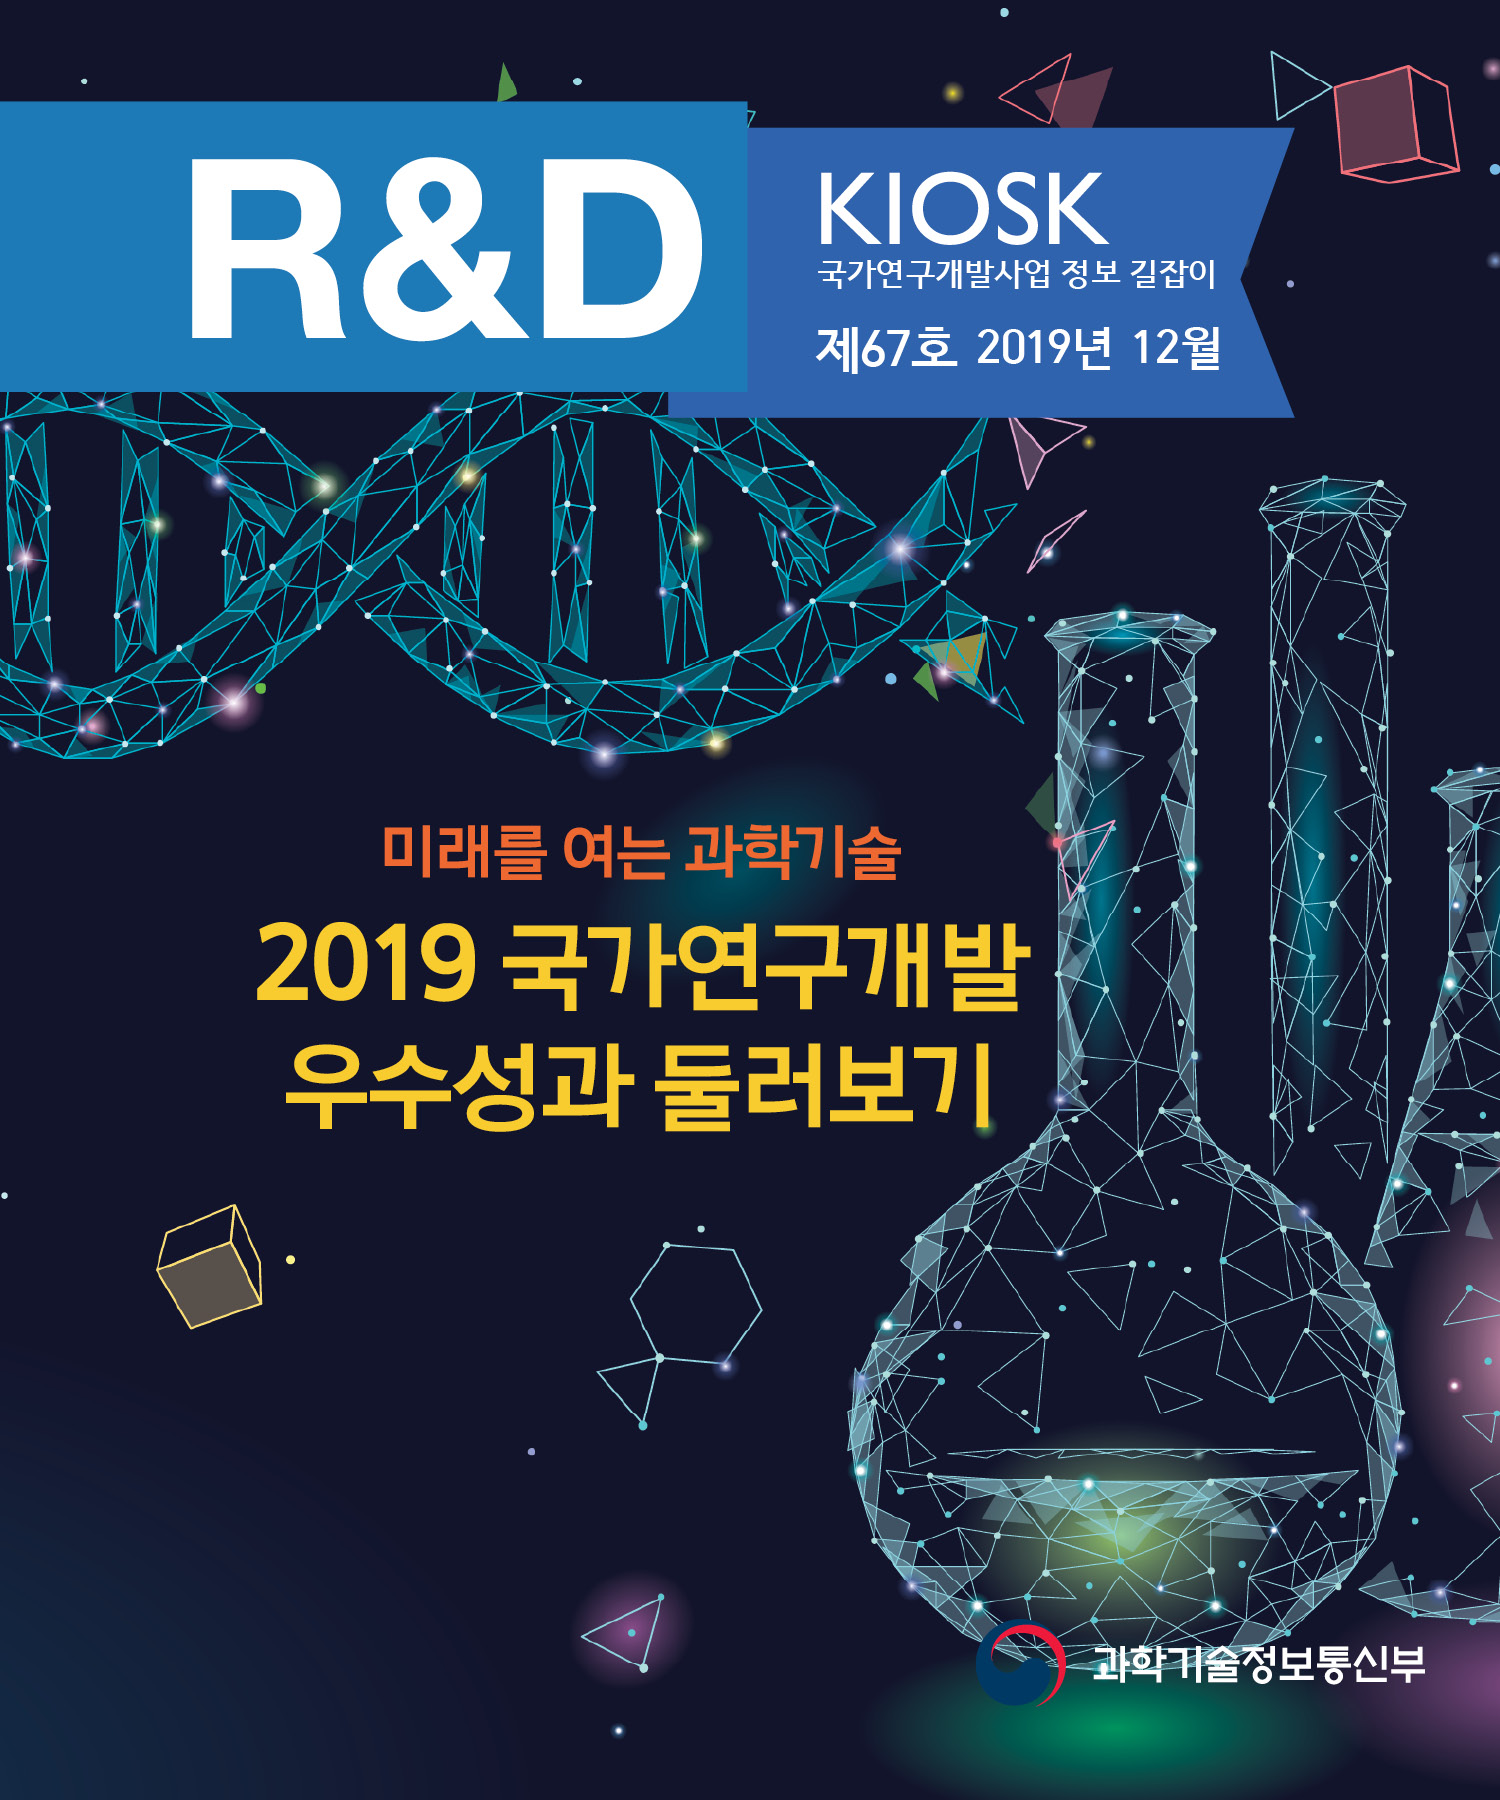 R&D
KIOSK
국가연구개발사업 정보 길잡이
제67호 2019년 12월
미래를 여는 과학기술
2019 국가연구개발
우수성과 둘러보기
과학기술정보통신부